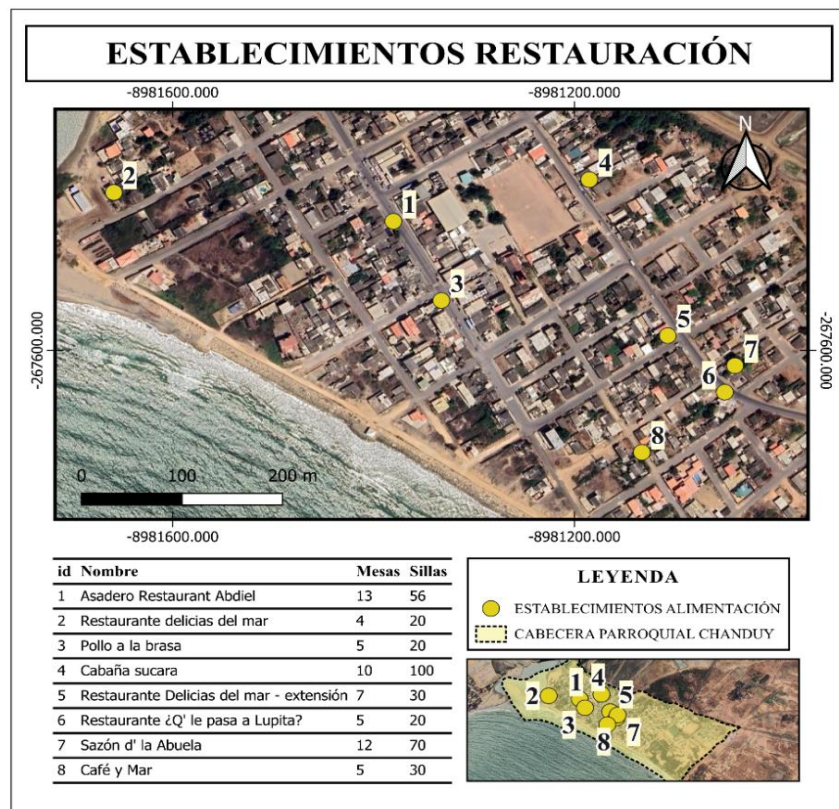 ESTABLECIMIENTOS RESTAURACIÓN
-8981600.000 -8981200.000
N
2
4
1
3
5
7
6
8
-267600.000 -267600.000
0 100 200 m
-8981600.000 -8981200.000
id Nombre Mesas Sillas
1 Asadero Restaurant Abdiel 13 56
2 Restaurante delicias del mar 4 20
3 Pollo a la brasa 5 20
4 Cabaña sucara 10 100
5 Restaurante Delicias del mar - extensión 7 30
6 Restaurante ¿Q' le pasa a Lupita? 5 20
7 Sazón d' la Abuela 12 70
8 Café y Mar 5 30
LEYENDA
ESTABLECIMIENTOS ALIMENTACIÓN
CABECERA PARROQUIAL CHANDUY
2 1 4
5
3
8 7